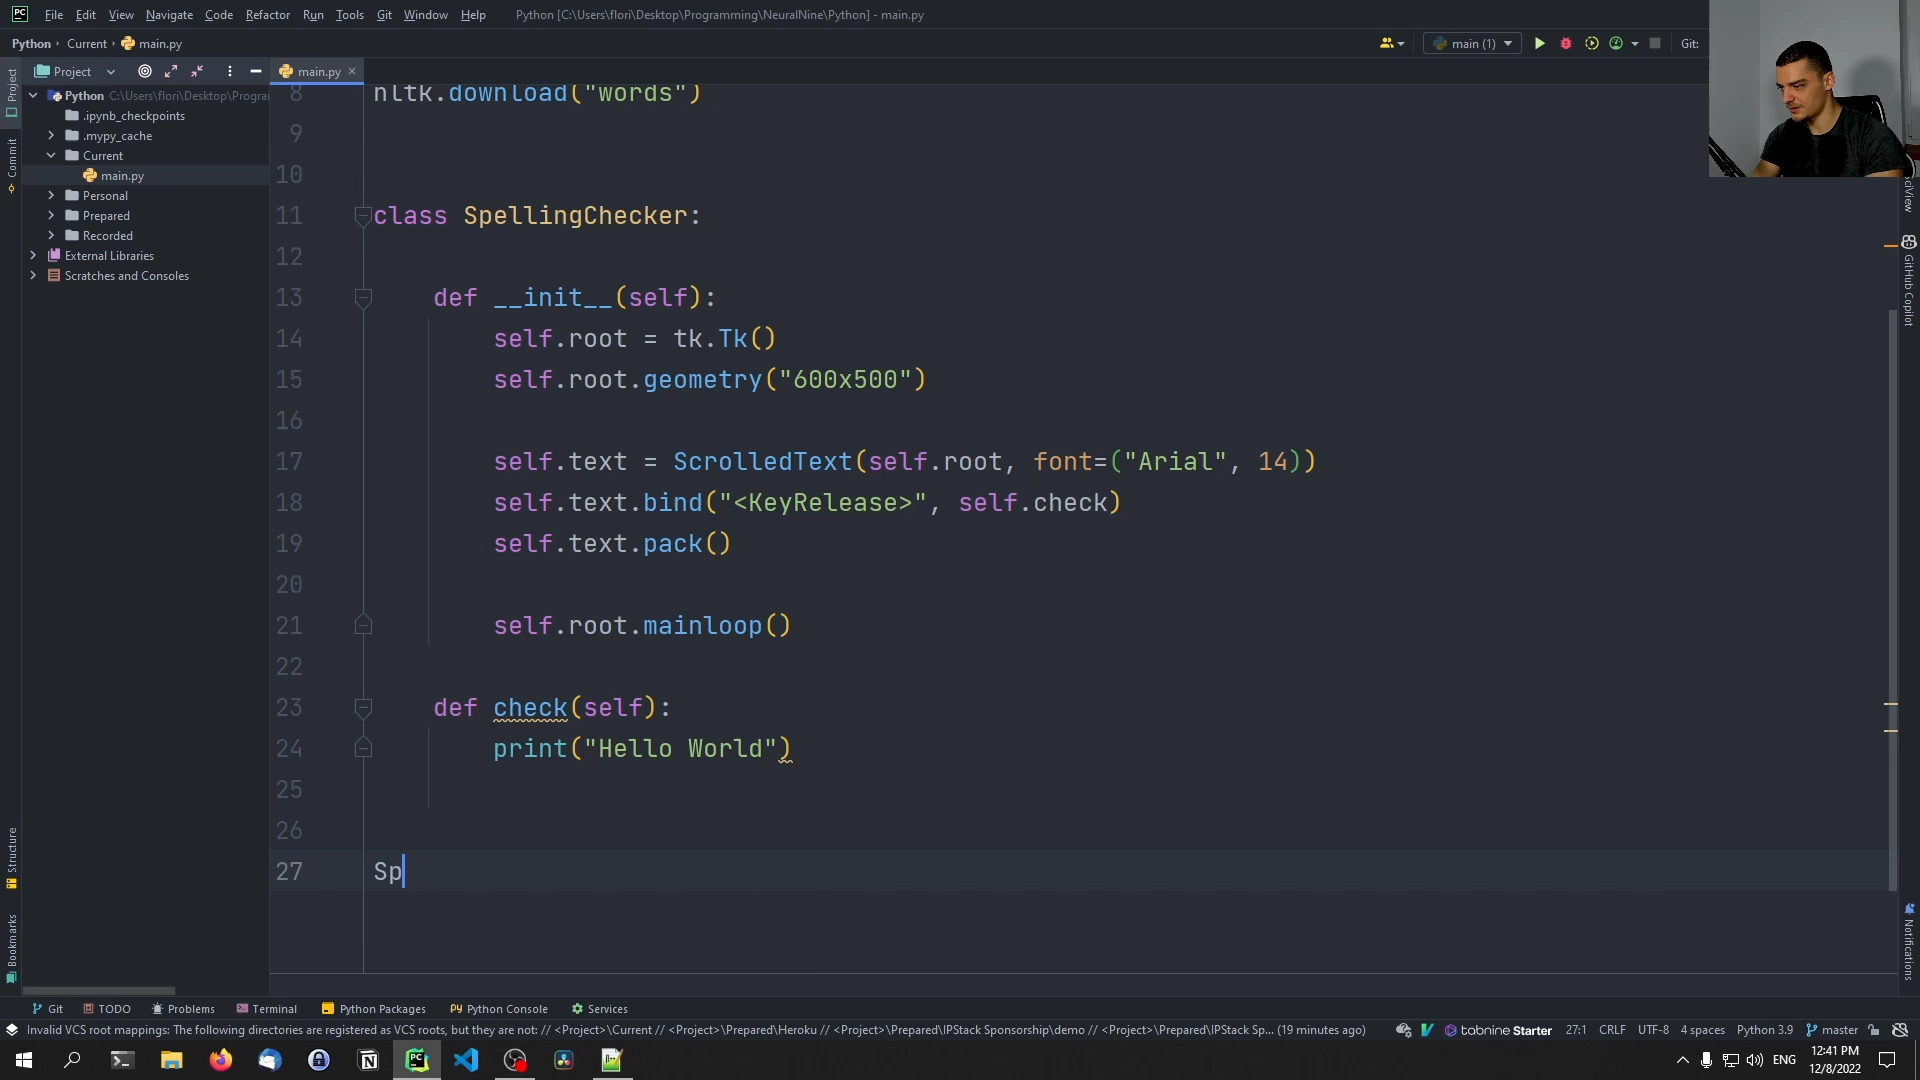 PC File Edit View Navigate Code Refactor Run Tools Git Window Help Python [C:\Users\flori\Desktop\Programming\NeuralNine\Python] - main.py
Python Current main.py main (1) Git:
Project main.py
Python C:\Users\flori\Desktop\Progra
.ipynb_checkpoints
.mypy_cache
Current
main.py
Personal
Prepared
Recorded
External Libraries
Scratches and Consoles
Project
Commit
Structure
Bookmarks
8 nltk.download("words")
9
10
11 class SpellingChecker:
12
13 def __init__(self):
14 self.root = tk.Tk()
15 self.root.geometry("600x500")
16
17 self.text = ScrolledText(self.root, font=("Arial", 14))
18 self.text.bind("<KeyRelease>", self.check)
19 self.text.pack()
20
21 self.root.mainloop()
22
23 def check(self):
24 print("Hello World")
25
26
27 Sp
GitHub Copilot
Notifications
Git TODO Problems Terminal Python Packages Python Console Services
Invalid VCS root mappings: The following directories are registered as VCS roots, but they are not: // <Project>\Current // <Project>\Prepared\Heroku // <Project>\Prepared\IPStack Sponsorship\demo // <Project>\Prepared\IPStack Sp... (19 minutes ago) tabnine Starter 27:1 CRLF UTF-8 4 spaces Python 3.9 master
ENG 12:41 PM
12/8/2022